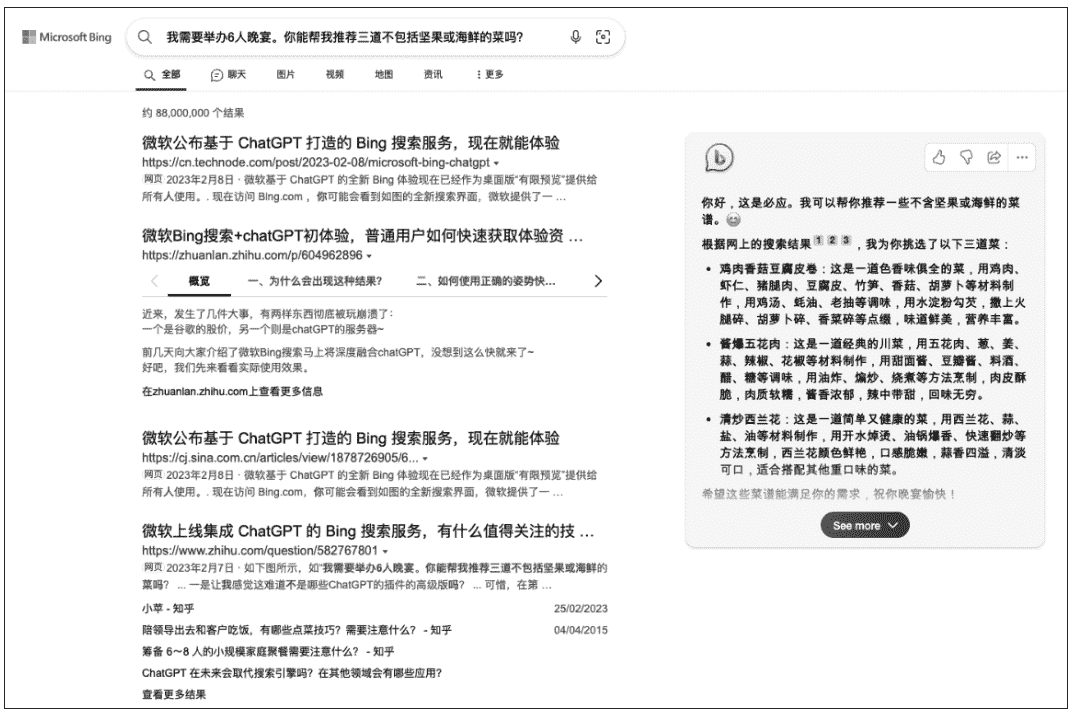 Microsoft Bing
我需要举办6人晚宴。你能帮我推荐三道不包括坚果或海鲜的菜吗?
全部 聊天 图片 视频 地图 资讯 更多
约 88,000,000 个结果
微软公布基于 ChatGPT 打造的 Bing 搜索服务，现在就能体验
https://cn.technode.com/post/2023-02-08/microsoft-bing-chatgpt
网页 2023年2月8日 · 微软基于 ChatGPT 的全新 Bing 体验现在已经作为桌面版“有限预览”提供给
所有人使用。. 现在访问 Bing.com ，你可能会看到如图的全新搜索界面，微软提供了一 ...
微软Bing搜索+chatGPT初体验，普通用户如何快速获取体验资 ...
https://zhuanlan.zhihu.com/p/604962896
概览 一、为什么会出现这种结果? 二、如何使用正确的姿势快...
近来，发生了几件大事，有两样东西彻底被玩崩溃了：
一个是谷歌的股价，另一个则是chatGPT的服务器~
前几天向大家介绍了微软Bing搜索马上将深度融合chatGPT，没想到这么快就来了~
好吧，我们先来看看实际使用效果。
在zhuanlan.zhihu.com上查看更多信息
微软公布基于 ChatGPT 打造的 Bing 搜索服务，现在就能体验
https://cj.sina.com.cn/articles/view/1878726905/6...
网页 2023年2月8日 · 微软基于 ChatGPT 的全新 Bing 体验现在已经作为桌面版“有限预览”提供给
所有人使用。. 现在访问 Bing.com，你可能会看到如图的全新搜索界面，微软提供了一 ...
微软上线集成 ChatGPT 的 Bing 搜索服务，有什么值得关注的技 ...
https://www.zhihu.com/question/582767801
网页 2023年2月7日 · 如下图所示，如“我需要举办6人晚宴。你能帮我推荐三道不包括坚果或海鲜的
菜吗? ... 一是让我感觉这难道不是哪些ChatGPT的插件的高级版吗? ... 可惜，在第 ...
小苹 - 知乎 25/02/2023
陪领导出去和客户吃饭，有哪些点菜技巧? 需要注意什么? - 知乎 04/04/2015
筹备 6～8 人的小规模家庭聚餐需要注意什么? - 知乎
ChatGPT 在未来会取代搜索引擎吗? 在其他领域会有哪些应用?
查看更多结果
你好，这是必应。我可以帮你推荐一些不含坚果或海鲜的菜
谱。😊
根据网上的搜索结果 1 2 3 ，我为你挑选了以下三道菜：
• 鸡肉香菇豆腐皮卷：这是一道色香味俱全的菜，用鸡肉、
虾仁、猪腿肉、豆腐皮、竹笋、香菇、胡萝卜等材料制
作，用鸡汤、蚝油、老抽等调味，用水淀粉勾芡，撒上火
腿碎、胡萝卜碎、香菜碎等点缀，味道鲜美，营养丰富。
• 酱爆五花肉：这是一道经典的川菜，用五花肉、葱、姜、
蒜、辣椒、花椒等材料制作，用甜面酱、豆瓣酱、料酒、
醋、糖等调味，用油炸、煸炒、烧煮等方法烹制，肉皮酥
脆，肉质软糯，酱香浓郁，辣中带甜，回味无穷。
• 清炒西兰花：这是一道简单又健康的菜，用西兰花、蒜、
盐、油等材料制作，用开水焯烫、油锅爆香、快速翻炒等
方法烹制，西兰花颜色鲜艳，口感脆嫩，蒜香四溢，清淡
可口，适合搭配其他重口味的菜。
希望这些菜谱能满足你的需求，祝你晚宴愉快！
See more